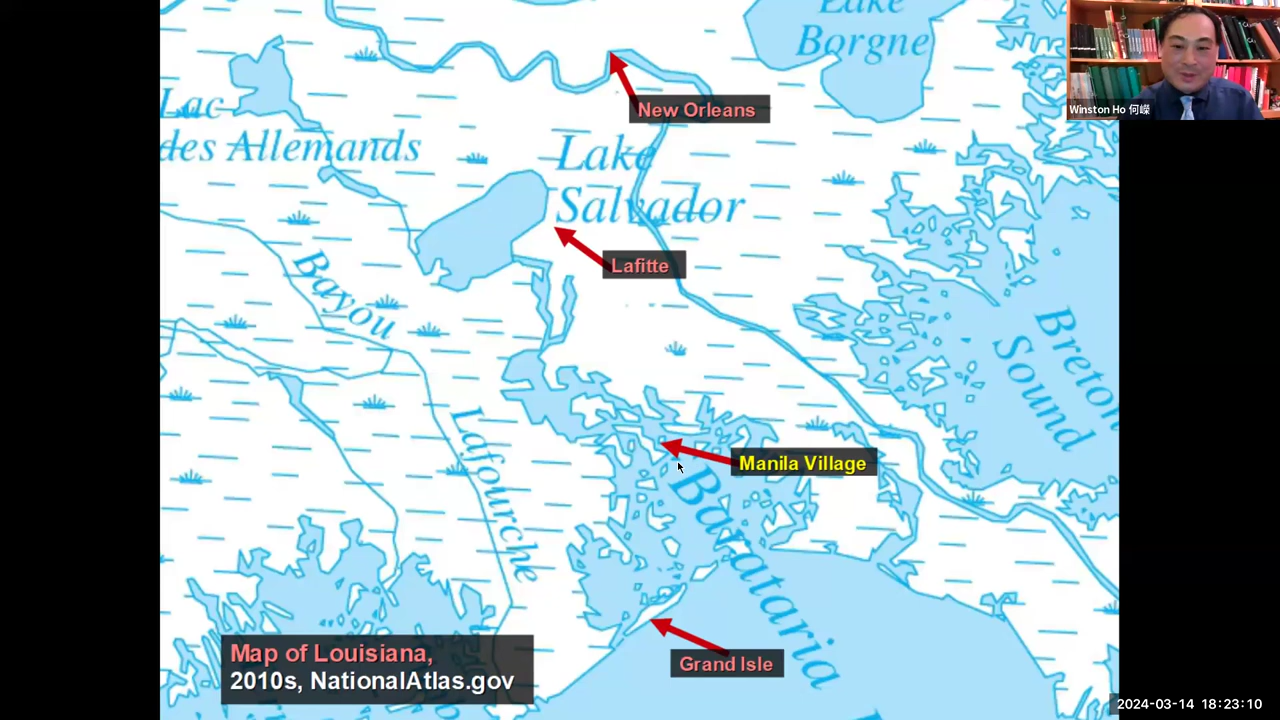 Lake
Borgne
Winston Ho 何嶸
New Orleans
Lac
des Allemands
Lake
Salvador
Lafitte
Bayou
Lafourche
Breton
Sound
Manila Village
Barataria
Grand Isle
Map of Louisiana,
2010s, NationalAtlas.gov
2024-03-14 18:23:10